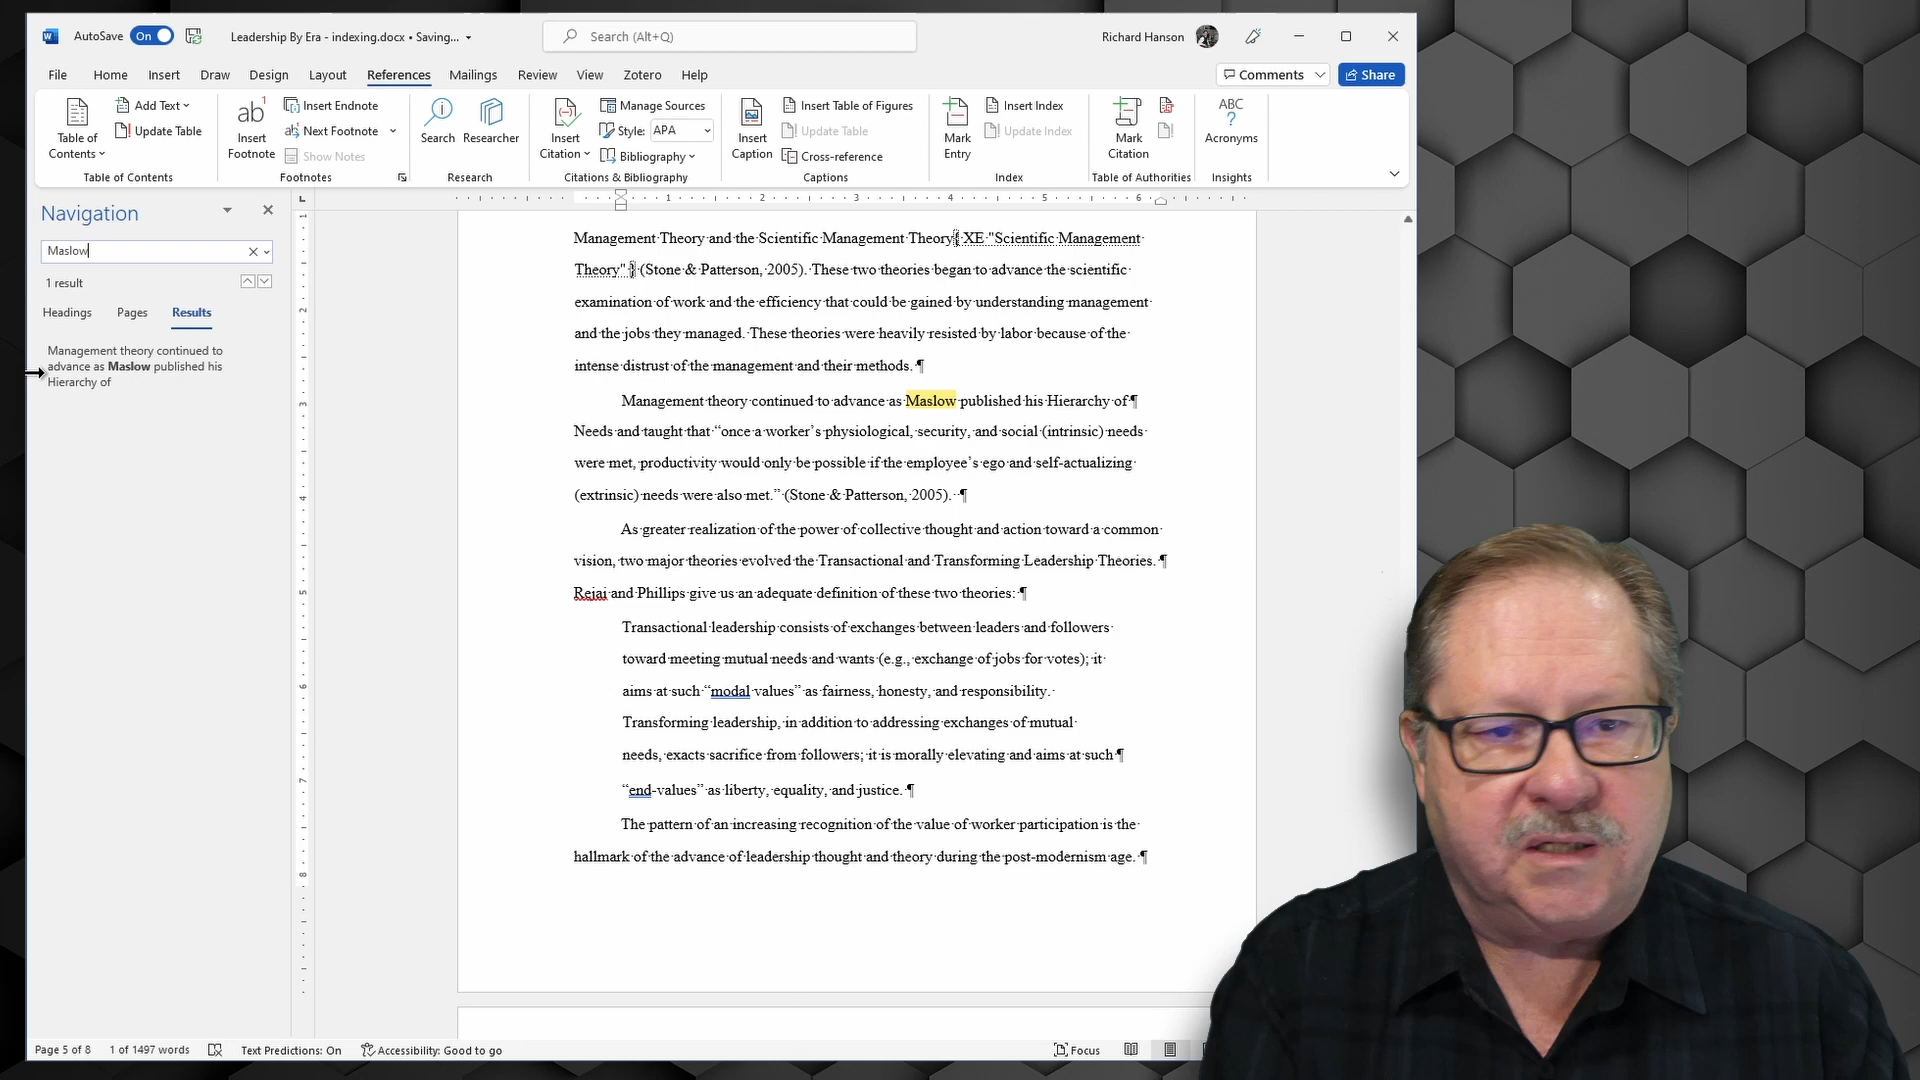 AutoSave On Leadership By Era - indexing.docx • Saving... Search (Alt+Q) Richard Hanson
File Home Insert Draw Design Layout References Mailings Review View Zotero Help Comments Share
Table of Contents
Add Text
Update Table
Table of Contents
ab1
Insert Footnote
Insert Endnote
Next Footnote
Show Notes
Footnotes
Search
Researcher
Research
Insert Citation
Manage Sources
Style: APA
Bibliography
Citations & Bibliography
Insert Caption
Insert Table of Figures
Update Table
Cross-reference
Captions
Mark Entry
Insert Index
Update Index
Index
Mark Citation
Table of Authorities
ABC
?
Acronyms
Insights
Navigation
Maslow
1 result
Headings Pages Results
Management theory continued to
advance as Maslow published his
Hierarchy of
1 2 3 4 5 6
1
2
3
4
5
6
7
8
Management Theory and the Scientific Management Theory{ XE "Scientific Management
Theory" } (Stone & Patterson, 2005). These two theories began to advance the scientific
examination of work and the efficiency that could be gained by understanding management
and the jobs they managed. These theories were heavily resisted by labor because of the
intense distrust of the management and their methods. ¶
Management theory continued to advance as Maslow published his Hierarchy of¶
Needs and taught that “once a worker’s physiological, security, and social (intrinsic) needs
were met, productivity would only be possible if the employee’s ego and self-actualizing
(extrinsic) needs were also met.” (Stone & Patterson, 2005). ¶
As greater realization of the power of collective thought and action toward a common
vision, two major theories evolved the Transactional and Transforming Leadership Theories. ¶
Rejai and Phillips give us an adequate definition of these two theories: ¶
Transactional leadership consists of exchanges between leaders and followers
toward meeting mutual needs and wants (e.g., exchange of jobs for votes); it
aims at such “modal values” as fairness, honesty, and responsibility.
Transforming leadership, in addition to addressing exchanges of mutual
needs, exacts sacrifice from followers; it is morally elevating and aims at such¶
“end-values” as liberty, equality, and justice. ¶
The pattern of an increasing recognition of the value of worker participation is the
hallmark of the advance of leadership thought and theory during the post-modernism age. ¶
Page 5 of 8 1 of 1497 words Text Predictions: On Accessibility: Good to go Focus